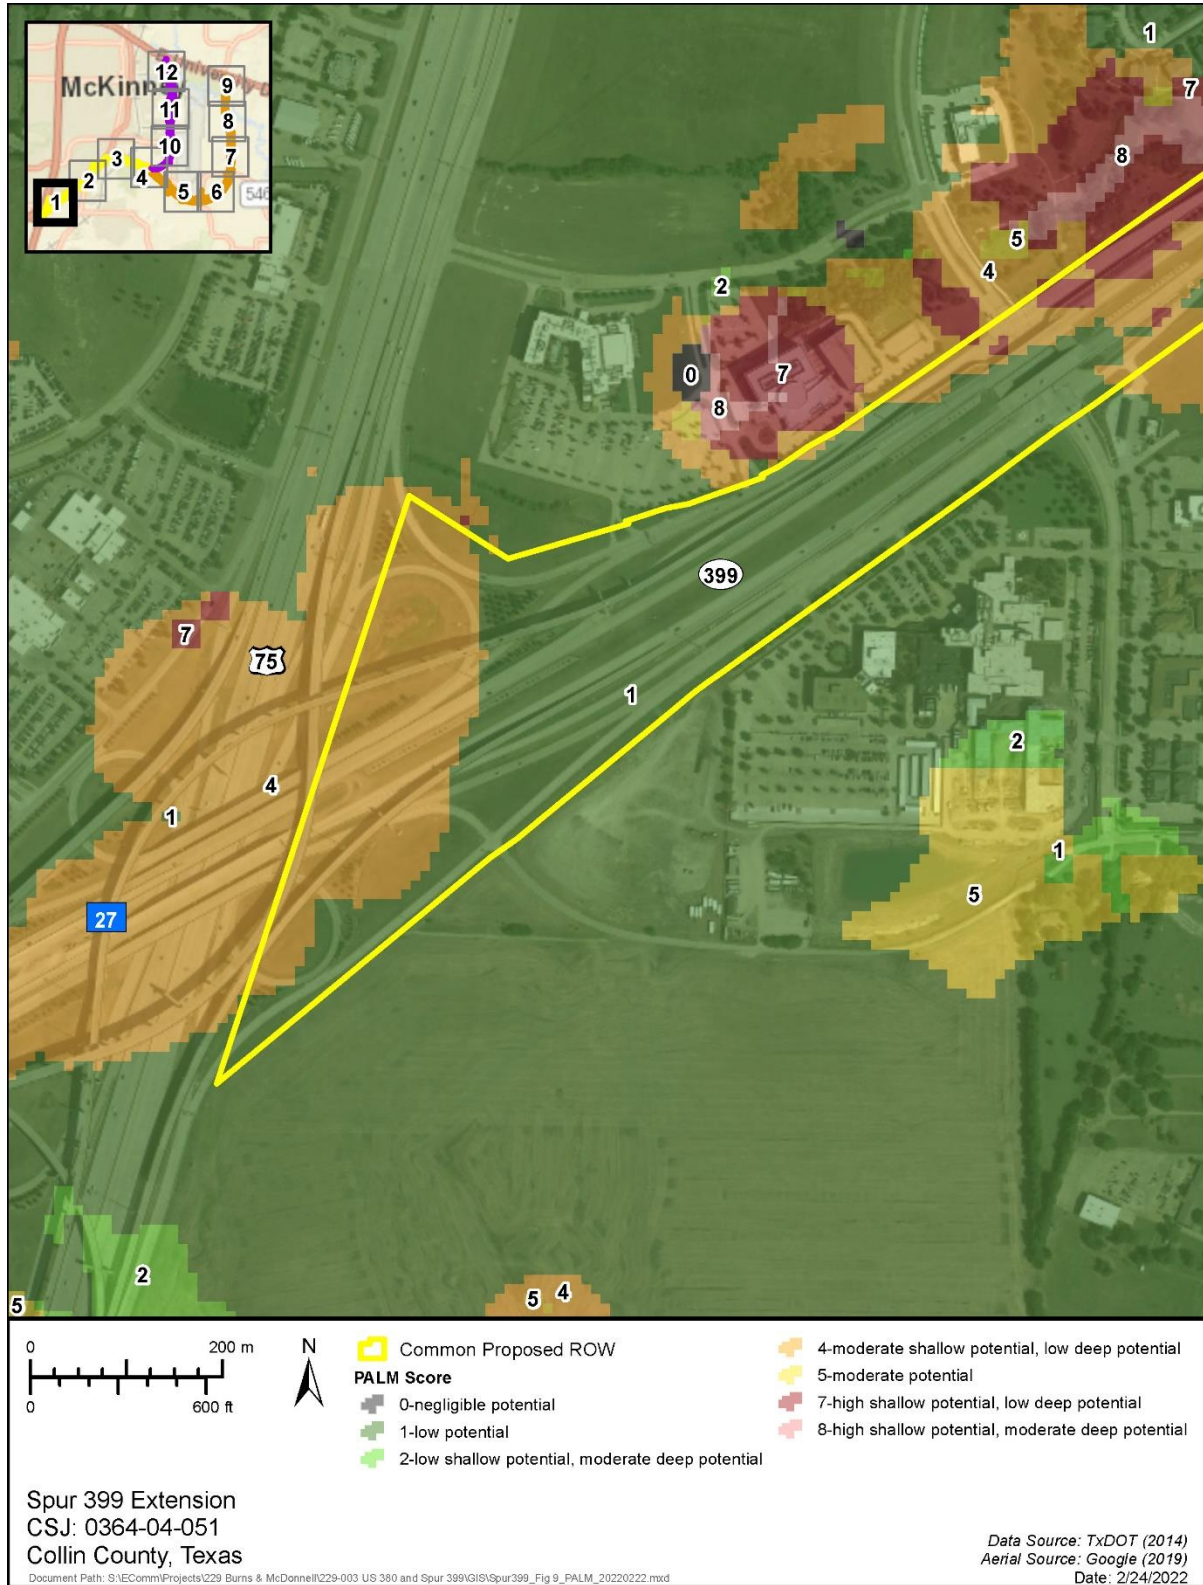 McKinne
E University D
12
11
10
9
8
7
6
5
4
3
2
1
546
1
7
8
5
4
2
0
7
8
399
7
75
1
4
1
27
2
1
5
2
5
4
5
0 200 m
0 600 ft
N
Common Proposed ROW
PALM Score
0-negligible potential
1-low potential
2-low shallow potential, moderate deep potential
4-moderate shallow potential, low deep potential
5-moderate potential
7-high shallow potential, low deep potential
8-high shallow potential, moderate deep potential
Spur 399 Extension
CSJ: 0364-04-051
Collin County, Texas
Document Path: S:\EComm\Projects\229 Burns & McDonnell\229-003 US 380 and Spur 399\GIS\Spur399_Fig 9_PALM_20220222.mxd
Data Source: TxDOT (2014)
Aerial Source: Google (2019)
Date: 2/24/2022